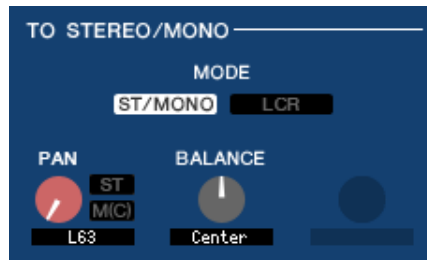 TO STEREO/MONO
MODE
ST/MONO LCR
PAN BALANCE
ST
M(C)
L63 Center